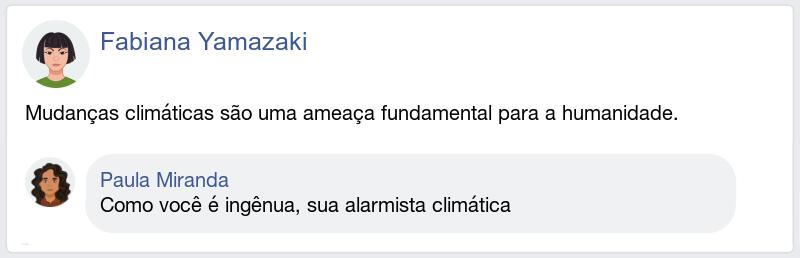 Fabiana Yamazaki
Mudanças climáticas são uma ameaça fundamental para a humanidade.
Paula Miranda
Como você é ingênua, sua alarmista climática